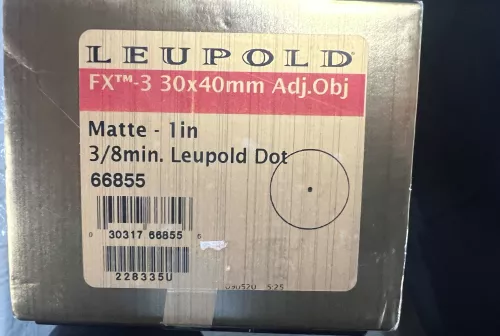 LEUPOLD®
FX™-3 30x40mm Adj.Obj
Matte - 1in
3/8min. Leupold Dot
66855
0 30317 66855 6
228335U